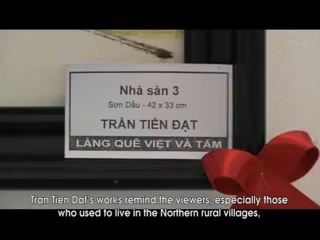 Nhà sàn 3
Sơn Dầu - 42 x 33 cm
TRẦN TIẾN ĐẠT
LÀNG QUÊ VIỆT VÀ TÁM
Tran Tien Dat's works remind the viewers, especially those
who used to live in the Northern rural villages,